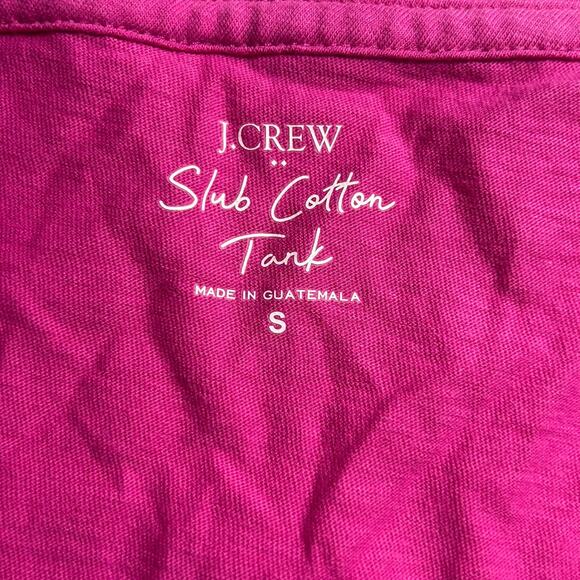 J.CREW
Slub Cotton
Tank
MADE IN GUATEMALA
S